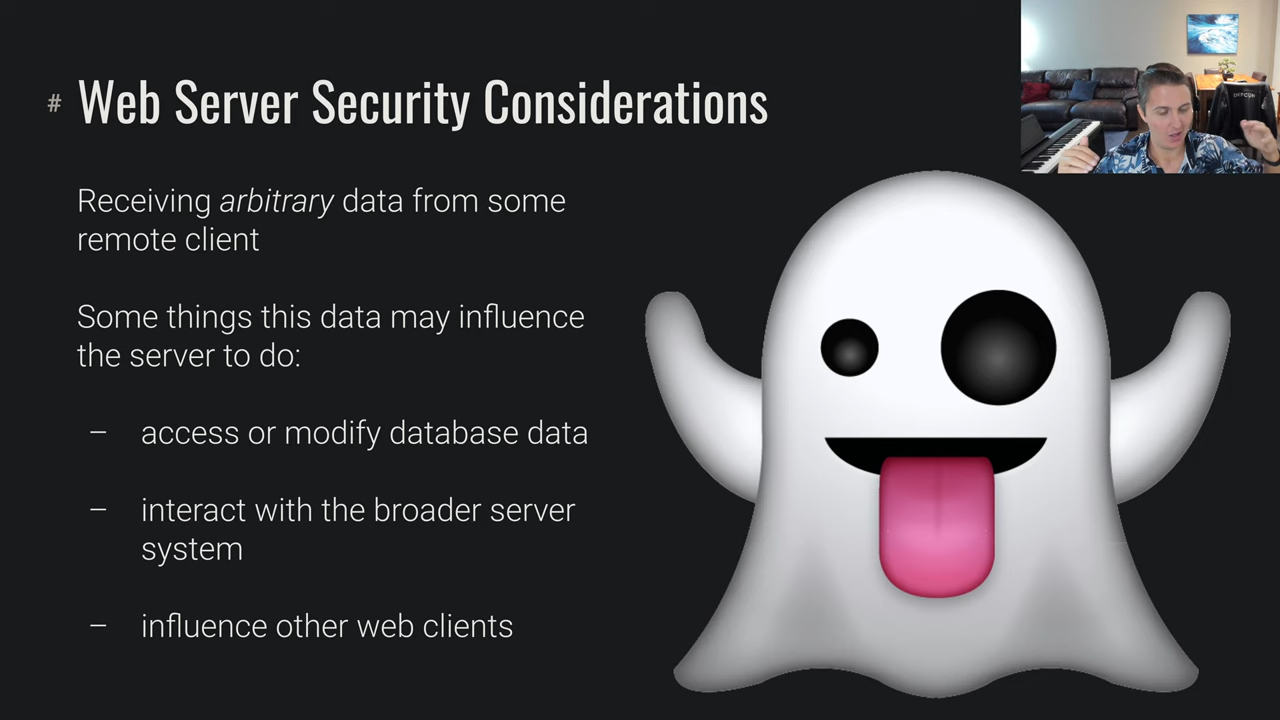 # Web Server Security Considerations
Receiving arbitrary data from some
remote client
Some things this data may influence
the server to do:
– access or modify database data
– interact with the broader server
system
– influence other web clients
DEFCON